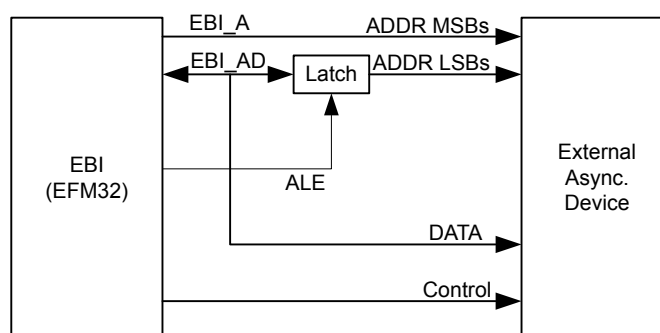 EBI_A ADDR MSBs
EBI_AD Latch ADDR LSBs
EBI
(EFM32)
ALE
External
Async.
Device
DATA
Control